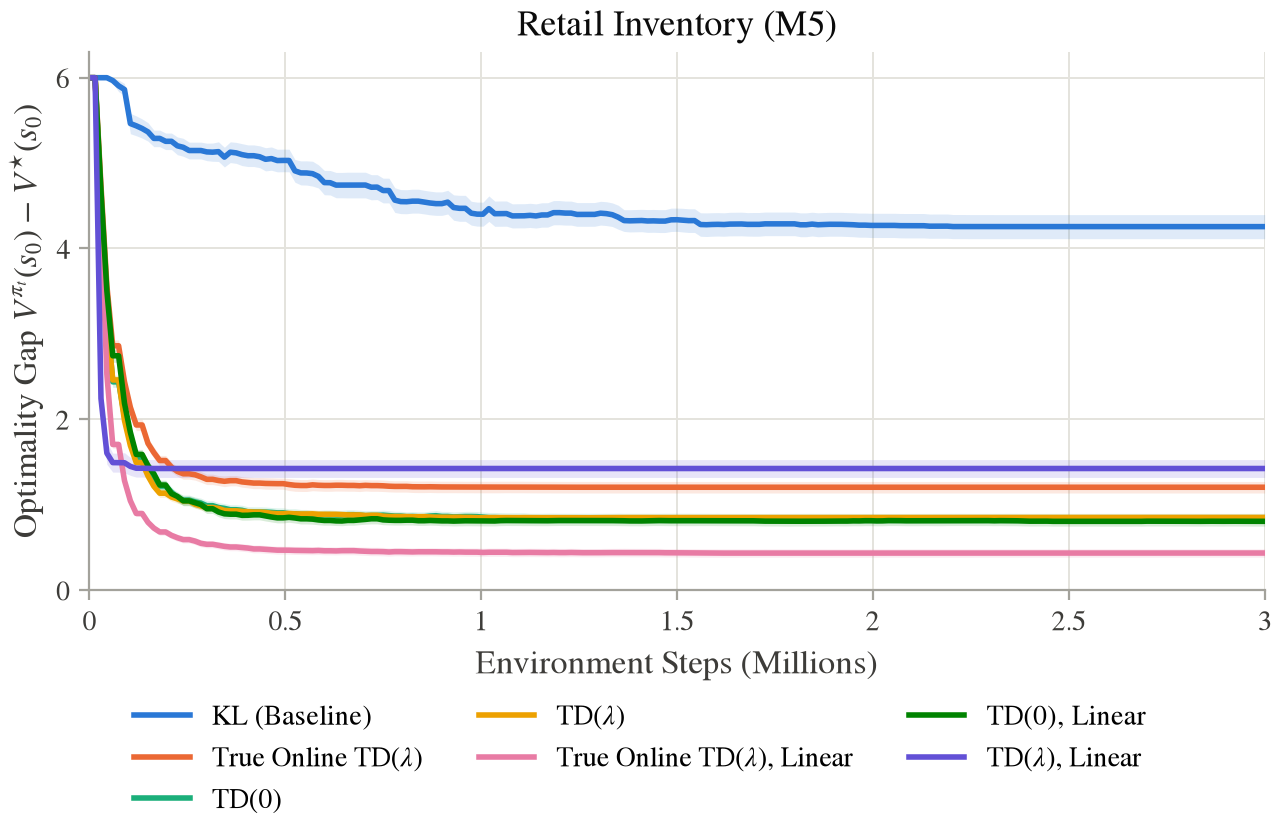 Retail Inventory (M5)
Optimality Gap V^{π_t}(s_0) − V^★(s_0)
6
4
2
0
0 0.5 1 1.5 2 2.5 3
Environment Steps (Millions)
KL (Baseline) TD(λ) TD(0), Linear
True Online TD(λ) True Online TD(λ), Linear TD(λ), Linear
TD(0)